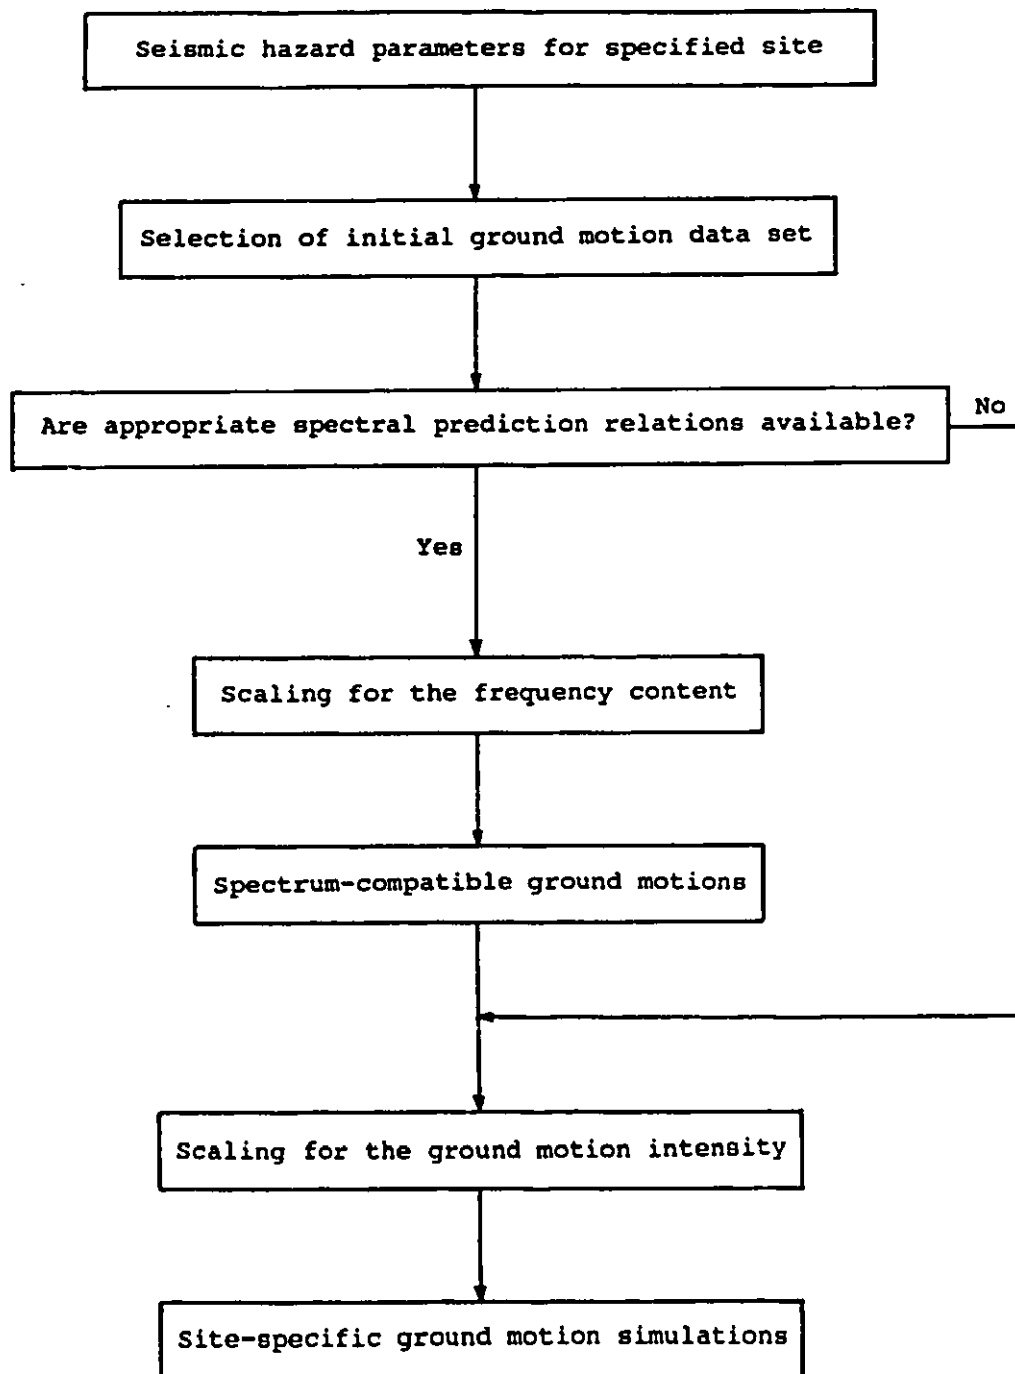 Seismic hazard parameters for specified site
Selection of initial ground motion data set
Are appropriate spectral prediction relations available?
No
Yes
Scaling for the frequency content
Spectrum-compatible ground motions
Scaling for the ground motion intensity
Site-specific ground motion simulations